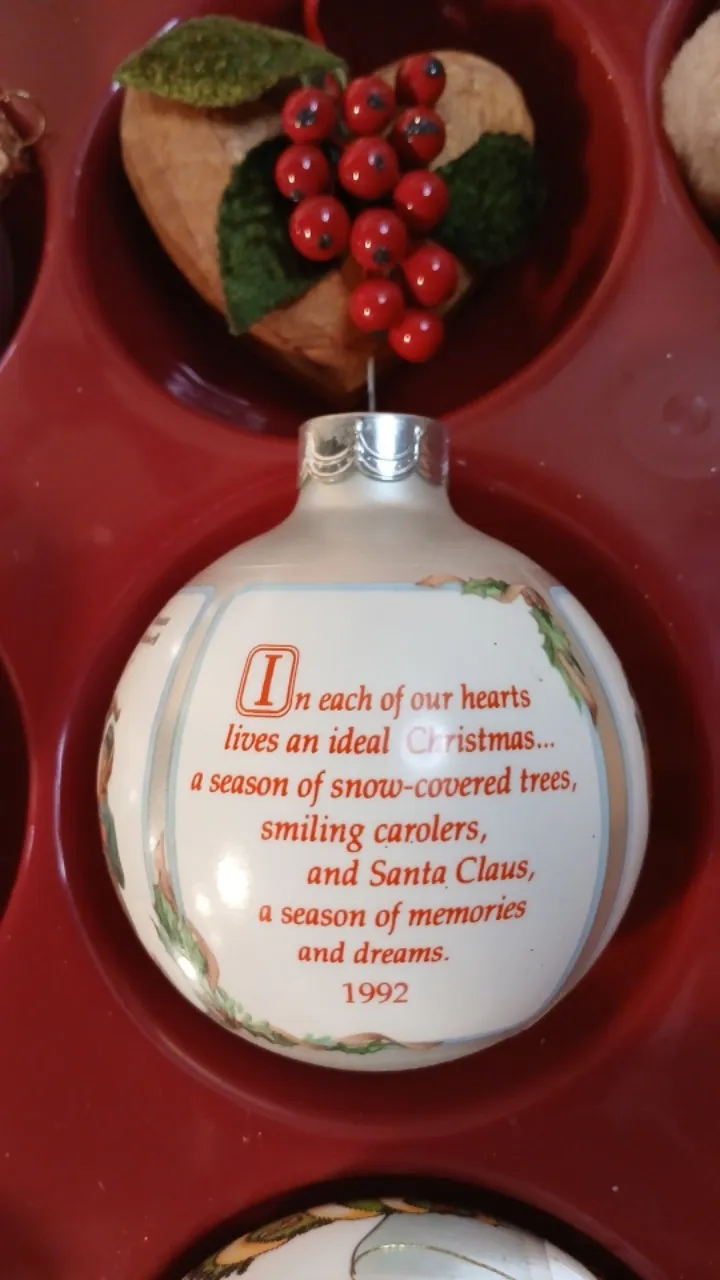 In each of our hearts
lives an ideal Christmas...
a season of snow-covered trees,
smiling carolers,
and Santa Claus,
a season of memories
and dreams.
1992